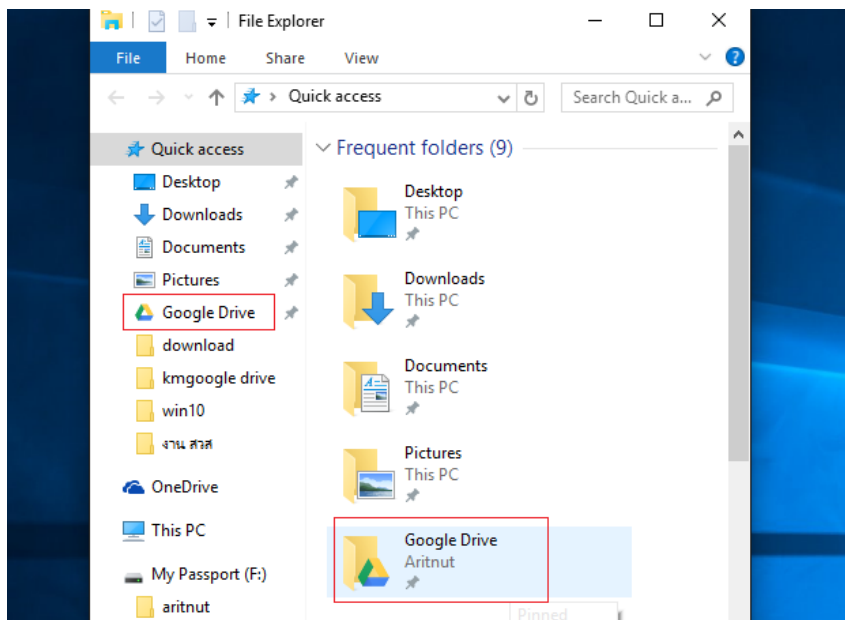 File Explorer
File Home Share View
Quick access
Search Quick a...
Quick access
Desktop
Downloads
Documents
Pictures
Google Drive
download
kmgoogle drive
win10
งาน สวส
OneDrive
This PC
My Passport (F:)
aritnut
Frequent folders (9)
Desktop
This PC
Downloads
This PC
Documents
This PC
Pictures
This PC
Google Drive
Aritnut
Pinned